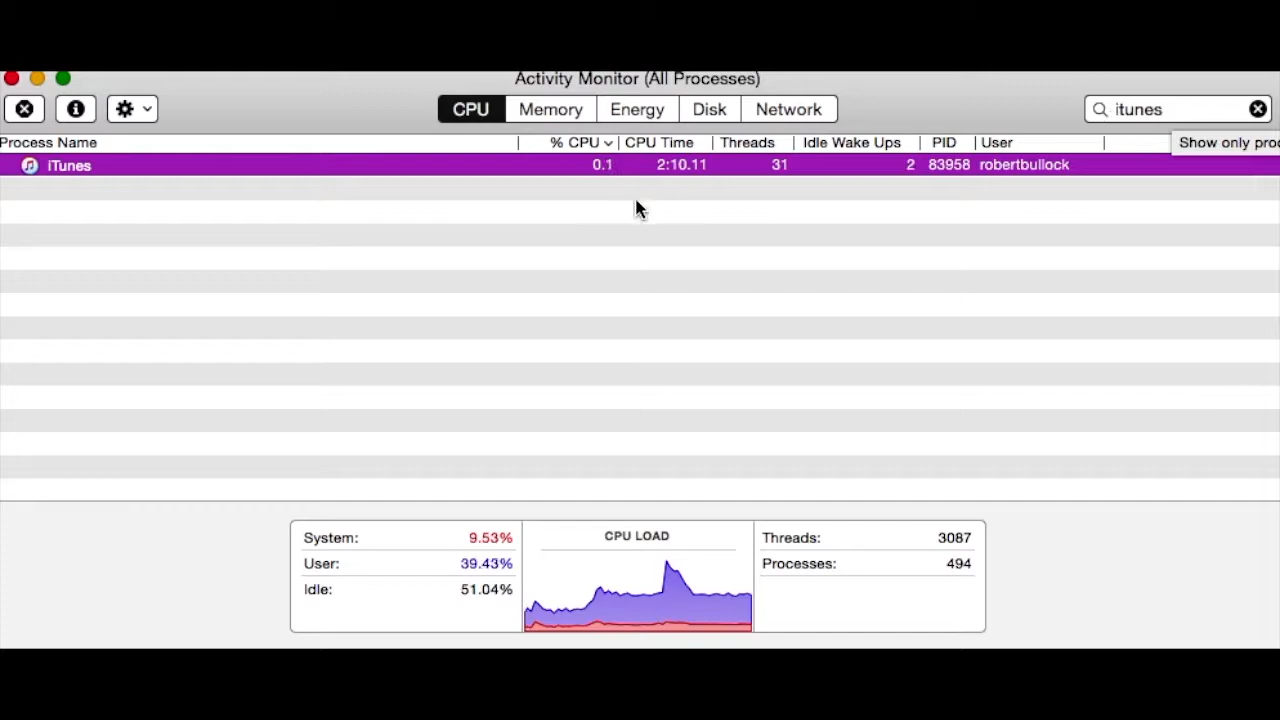 Activity Monitor (All Processes)
CPU Memory Energy Disk Network itunes
Process Name % CPU CPU Time Threads Idle Wake Ups PID User
Show only
iTunes 0.1 2:10.11 31 2 83958 robertbullock
System: 9.53%
User: 39.43%
Idle: 51.04%
CPU LOAD
Threads: 3087
Processes: 494